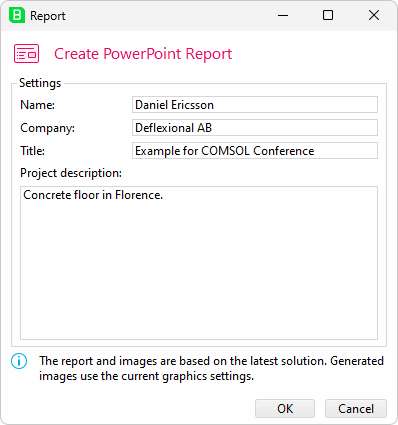 Report
Create PowerPoint Report
Settings
Name: Daniel Ericsson
Company: Deflexional AB
Title: Example for COMSOL Conference
Project description:
Concrete floor in Florence.
The report and images are based on the latest solution. Generated
images use the current graphics settings.
OK Cancel